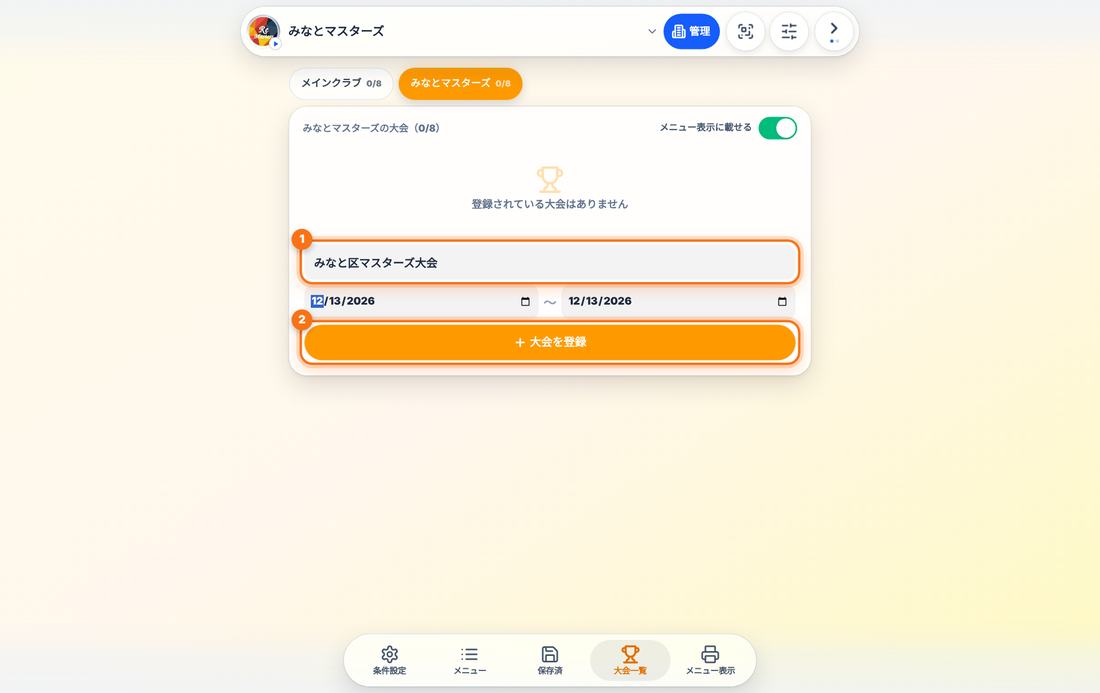 みなとマスターズ
管理
メインクラブ 0/8
みなとマスターズ 0/8
みなとマスターズの大会（0/8）
メニュー表示に載せる
登録されている大会はありません
1
みなと区マスターズ大会
12/13/2026 〜 12/13/2026
2
+ 大会を登録
条件設定
メニュー
保存済
大会一覧
メニュー表示